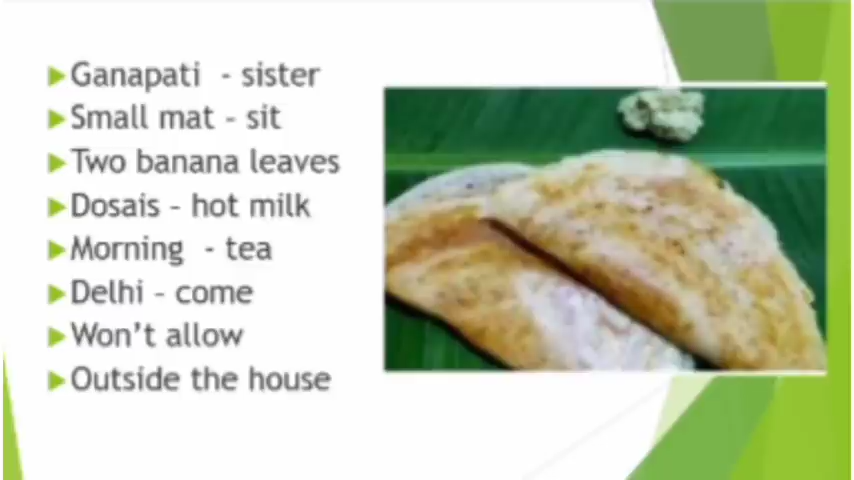 Ganapati - sister
Small mat - sit
Two banana leaves
Dosais – hot milk
Morning - tea
Delhi – come
Won’t allow
Outside the house